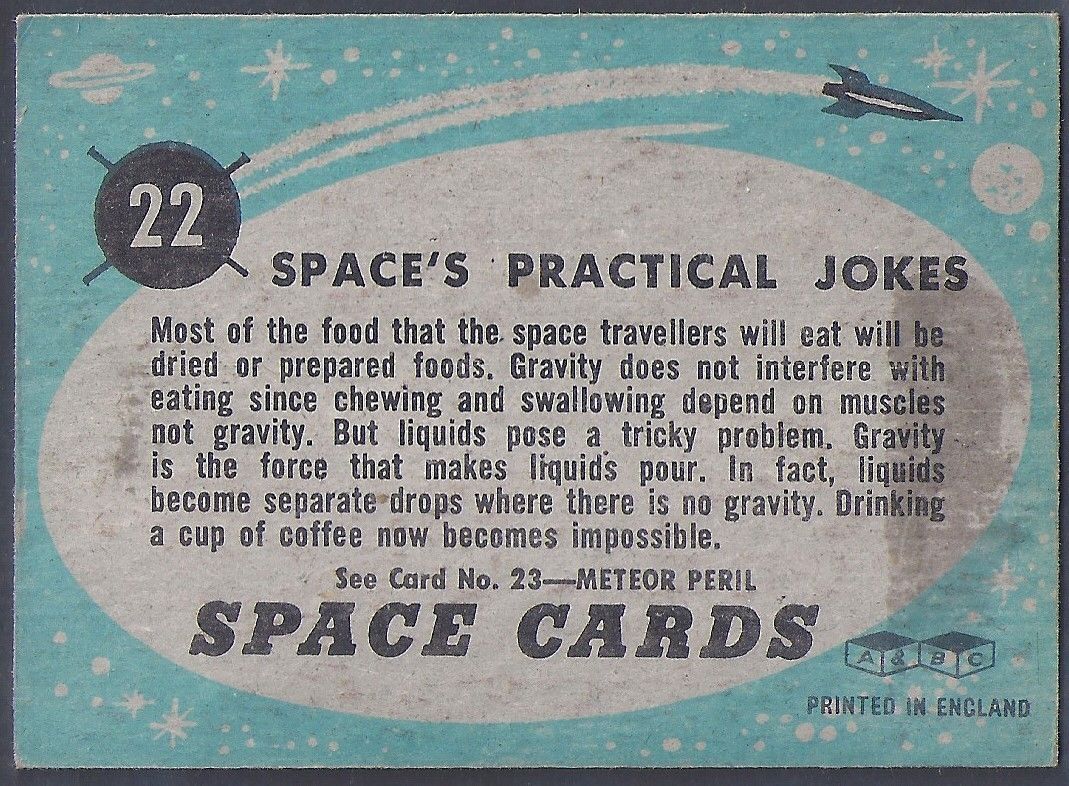 22
SPACE'S PRACTICAL JOKES
Most of the food that the space travellers will eat will be
dried or prepared foods. Gravity does not interfere with
eating since chewing and swallowing depend on muscles
not gravity. But liquids pose a tricky problem. Gravity
is the force that makes liquids pour. In fact, liquids
become separate drops where there is no gravity. Drinking
a cup of coffee now becomes impossible.
See Card No. 23—METEOR PERIL
SPACE CARDS
A & B C
PRINTED IN ENGLAND